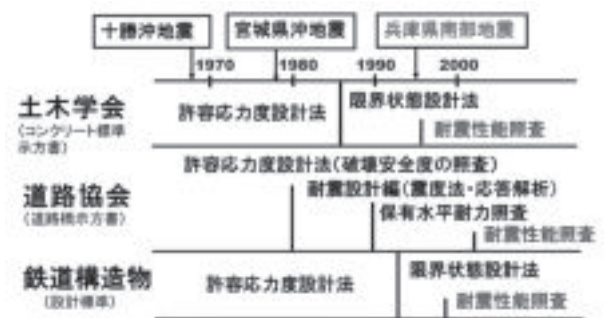 十勝沖地震 宮城県沖地震 兵庫県南部地震
1970 1980 1990 2000
土木学会
(コンクリート標準
示方書)
許容応力度設計法
限界状態設計法
耐震性能照査
許容応力度設計法(破壊安全度の照査)
道路協会
(道路橋示方書)
耐震設計編(震度法・応答解析)
保有水平耐力照査
耐震性能照査
鉄道構造物
(設計標準)
許容応力度設計法
限界状態設計法
耐震性能照査